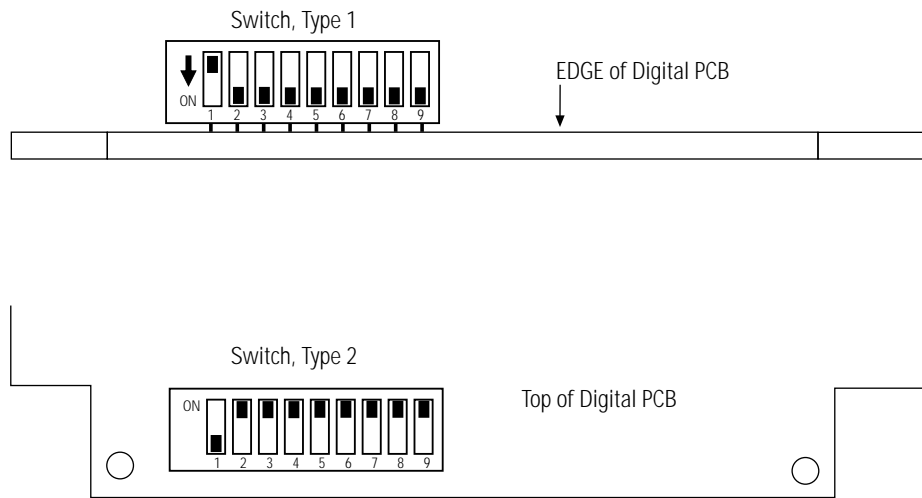 Switch, Type 1
EDGE of Digital PCB
ON
1 2 3 4 5 6 7 8 9
Switch, Type 2
ON
Top of Digital PCB
1 2 3 4 5 6 7 8 9